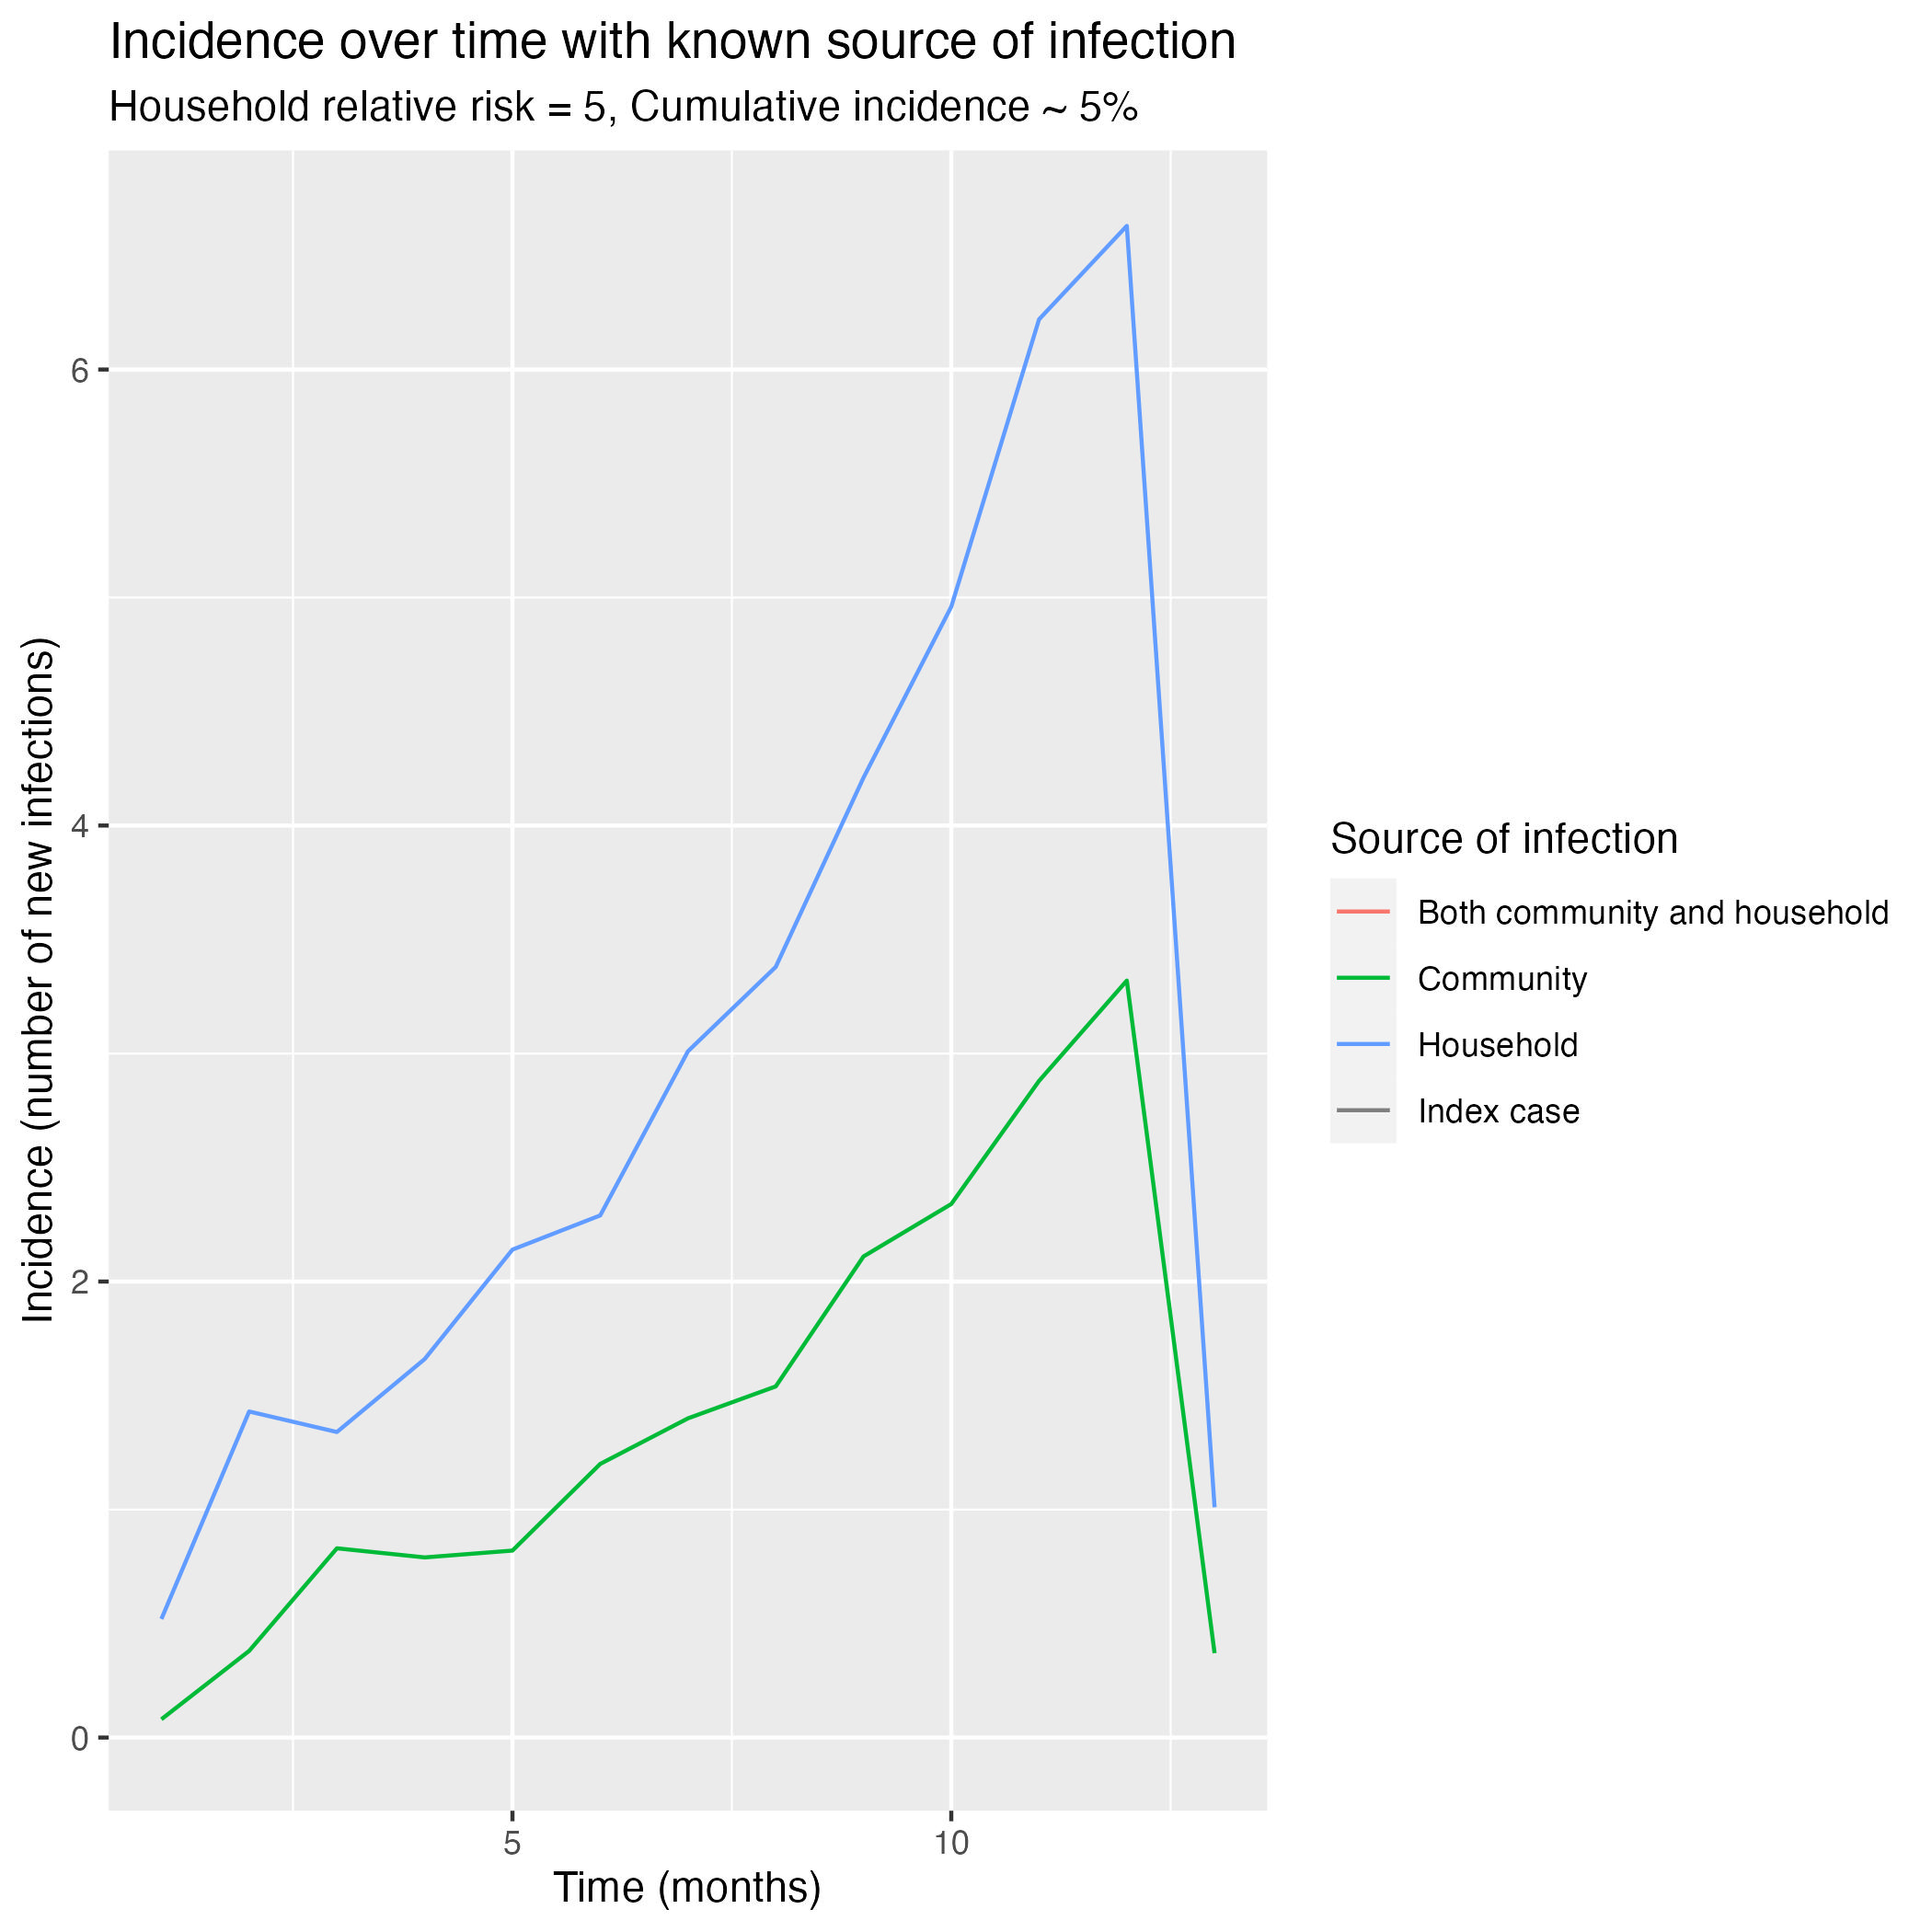 Incidence over time with known source of infection
Household relative risk = 5, Cumulative incidence ~ 5%
Incidence (number of new infections)
6
4
2
0
5
10
Time (months)
Source of infection
Both community and household
Community
Household
Index case